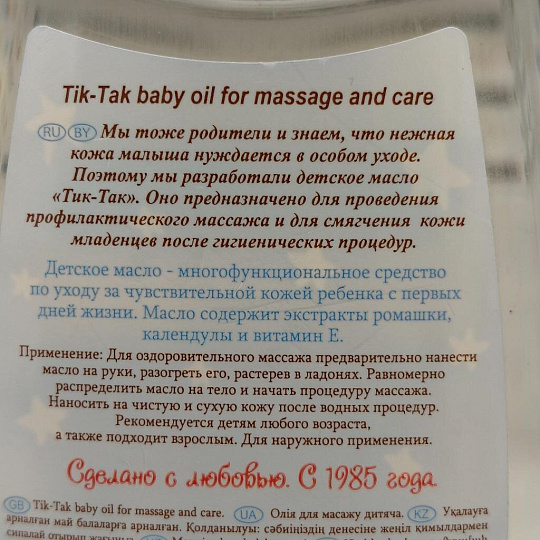 Tik-Tak baby oil for massage and care
RU BY Мы тоже родители и знаем, что нежная
кожа малыша нуждается в особом уходе.
Поэтому мы разработали детское масло
«Тик-Так». Оно предназначено для проведения
профилактического массажа и для смягчения кожи
младенцев после гигиенических процедур.
Детское масло - многофункциональное средство
по уходу за чувствительной кожей ребенка с первых
дней жизни. Масло содержит экстракты ромашки,
календулы и витамин Е.
Применение: Для оздоровительного массажа предварительно нанести
масло на руки, разогреть его, растерев в ладонях. Равномерно
распределить масло на тело и начать процедуру массажа.
Наносить на чистую и сухую кожу после водных процедур.
Рекомендуется детям любого возраста,
а также подходит взрослым. Для наружного применения.
Сделано с любовью. С 1985 года.
GB Tik-Tak baby oil for massage and care. UA Олія для масажу дитяча. KZ Уқалауға
арналған май балаларға арналған. Қолданылуы: сәбиіңіздің денесіне жеңіл қимылдармен
сипалай отырып